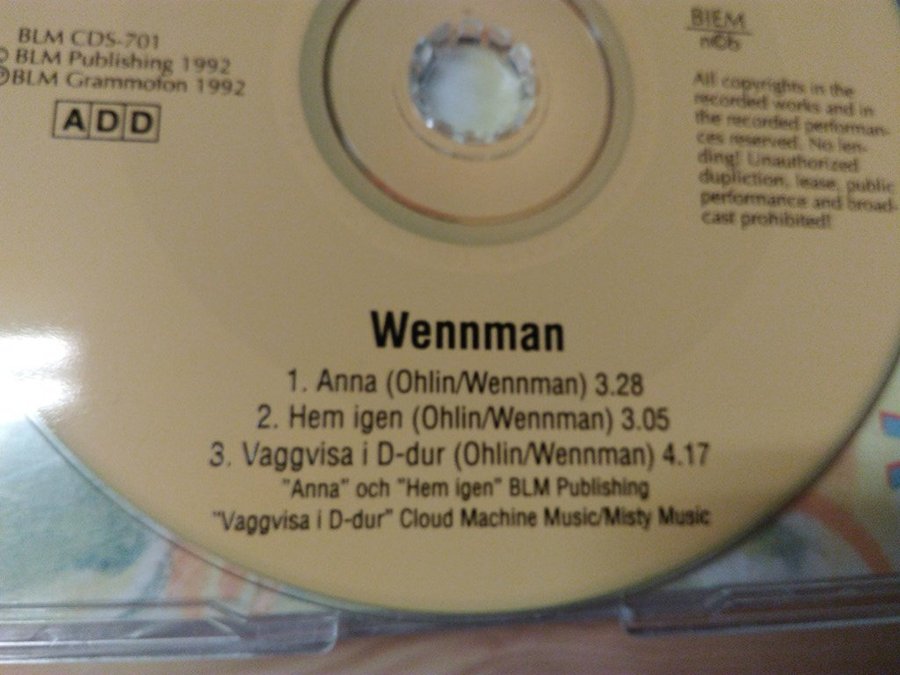 BLM CDS-701
© BLM Publishing 1992
℗ BLM Grammofon 1992
ADD
BIEM
n©b
All copyrights in the
recorded works and in
the recorded performan-
ces reserved. No len-
ding! Unauthorized
dupliction, lease, public
performance and broad-
cast prohibited!
Wennman
1. Anna (Ohlin/Wennman) 3.28
2. Hem igen (Ohlin/Wennman) 3.05
3. Vaggvisa i D-dur (Ohlin/Wennman) 4.17
"Anna" och "Hem igen" BLM Publishing
"Vaggvisa i D-dur" Cloud Machine Music/Misty Music